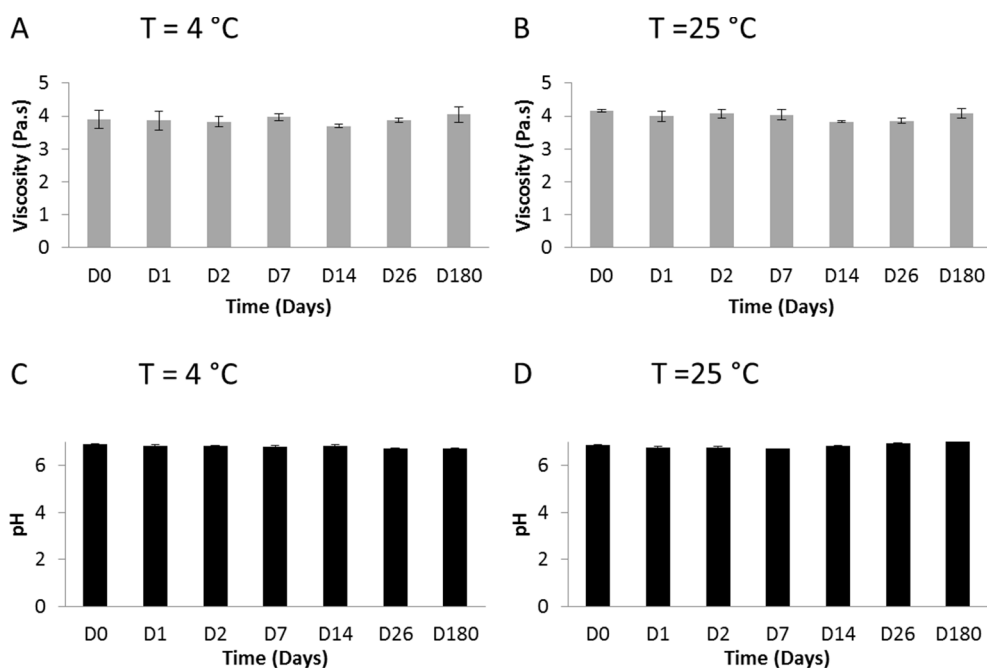 A T = 4 °C
B T =25 °C
Viscosity (Pa.s)
5
4
3
2
1
0
D0 D1 D2 D7 D14 D26 D180
Time (Days)
Viscosity (Pa.s)
5
4
3
2
1
0
D0 D1 D2 D7 D14 D26 D180
Time (Days)
C T = 4 °C
D T =25 °C
pH
6
4
2
0
D0 D1 D2 D7 D14 D26 D180
Time (Days)
pH
6
4
2
0
D0 D1 D2 D7 D14 D26 D180
Time (Days)